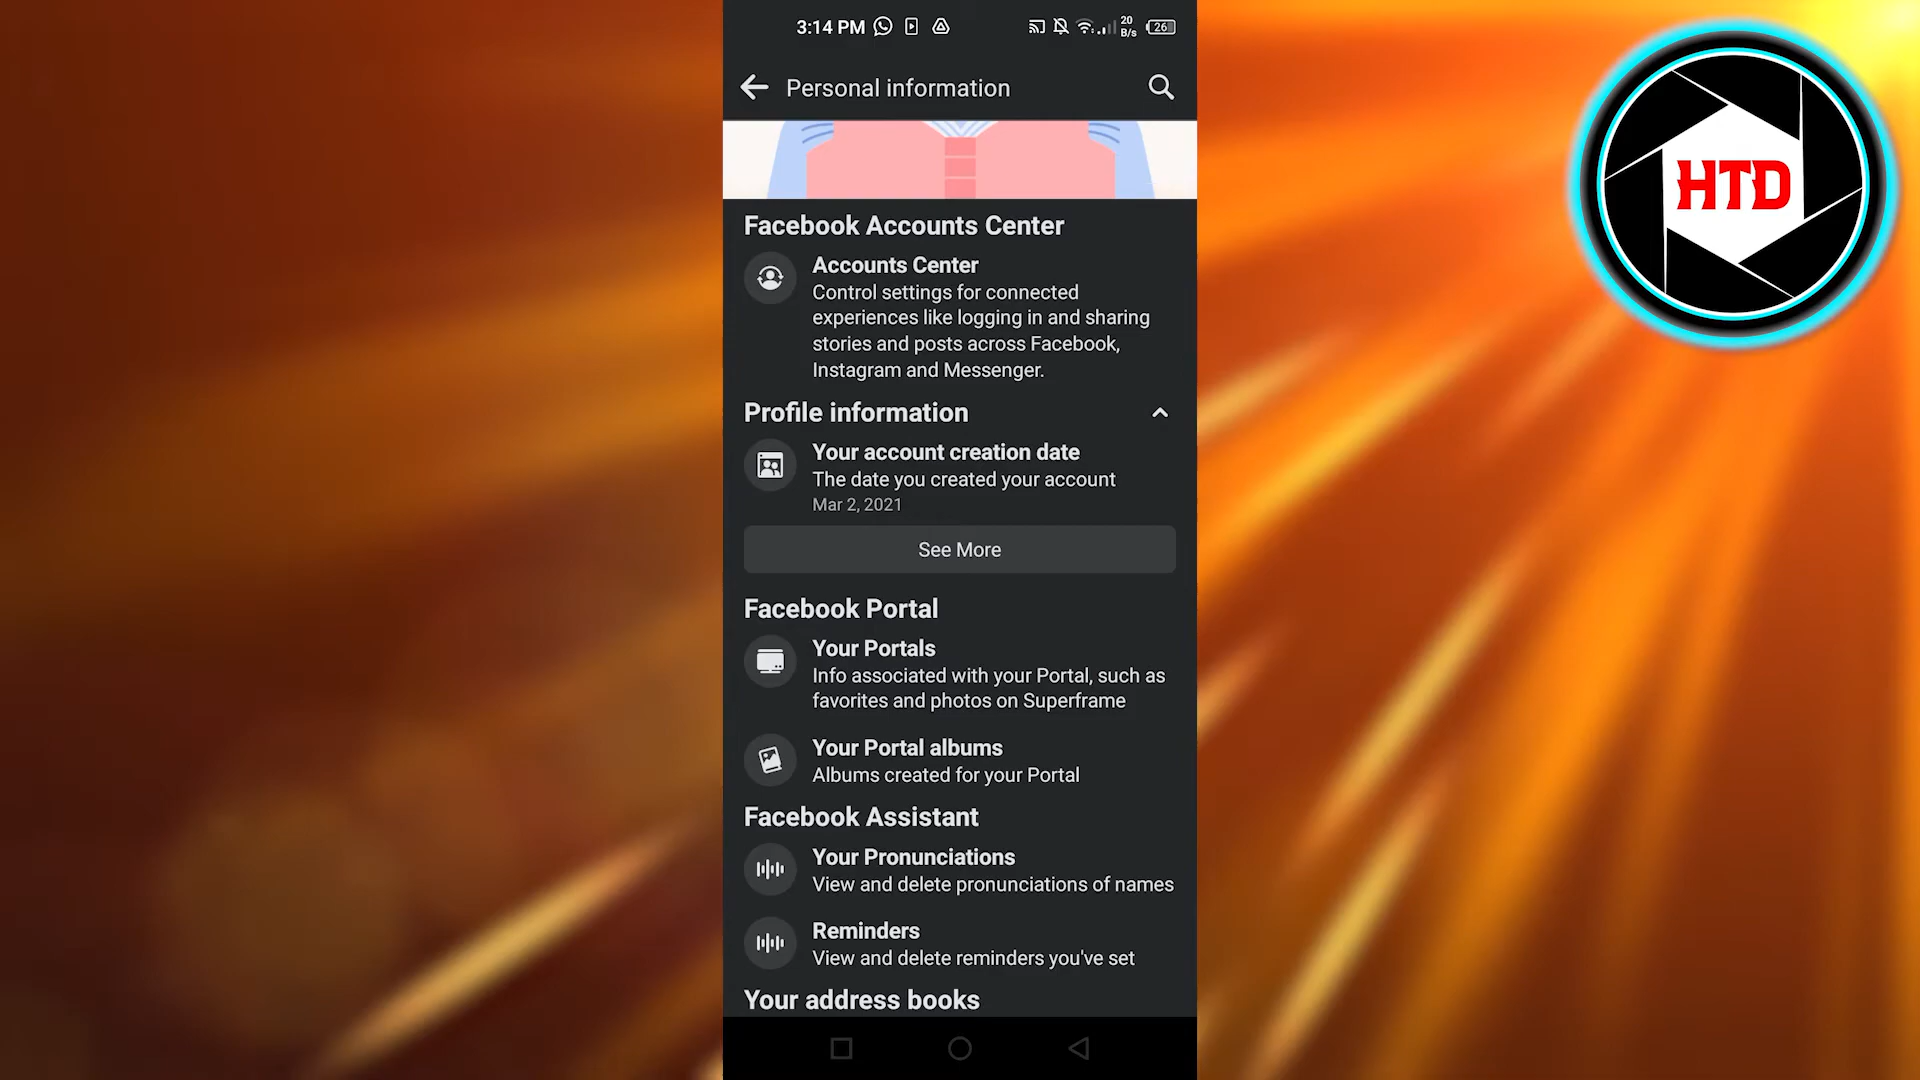 3:14 PM
20
B/s
26
Personal information
HTD
Facebook Accounts Center
Accounts Center
Control settings for connected
experiences like logging in and sharing
stories and posts across Facebook,
Instagram and Messenger.
Profile information
Your account creation date
The date you created your account
Mar 2, 2021
See More
Facebook Portal
Your Portals
Info associated with your Portal, such as
favorites and photos on Superframe
Your Portal albums
Albums created for your Portal
Facebook Assistant
Your Pronunciations
View and delete pronunciations of names
Reminders
View and delete reminders you've set
Your address books